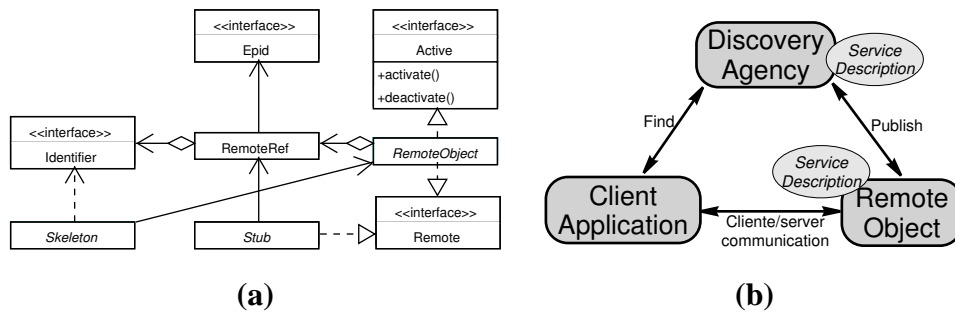 <<interface>>
Epid
<<interface>>
Active
+activate()
+deactivate()
<<interface>>
Identifier
RemoteRef
RemoteObject
Skeleton
Stub
<<interface>>
Remote
(a)
Discovery
Agency
Service
Description
Find
Publish
Service
Description
Client
Application
Remote
Object
Cliente/server
communication
(b)